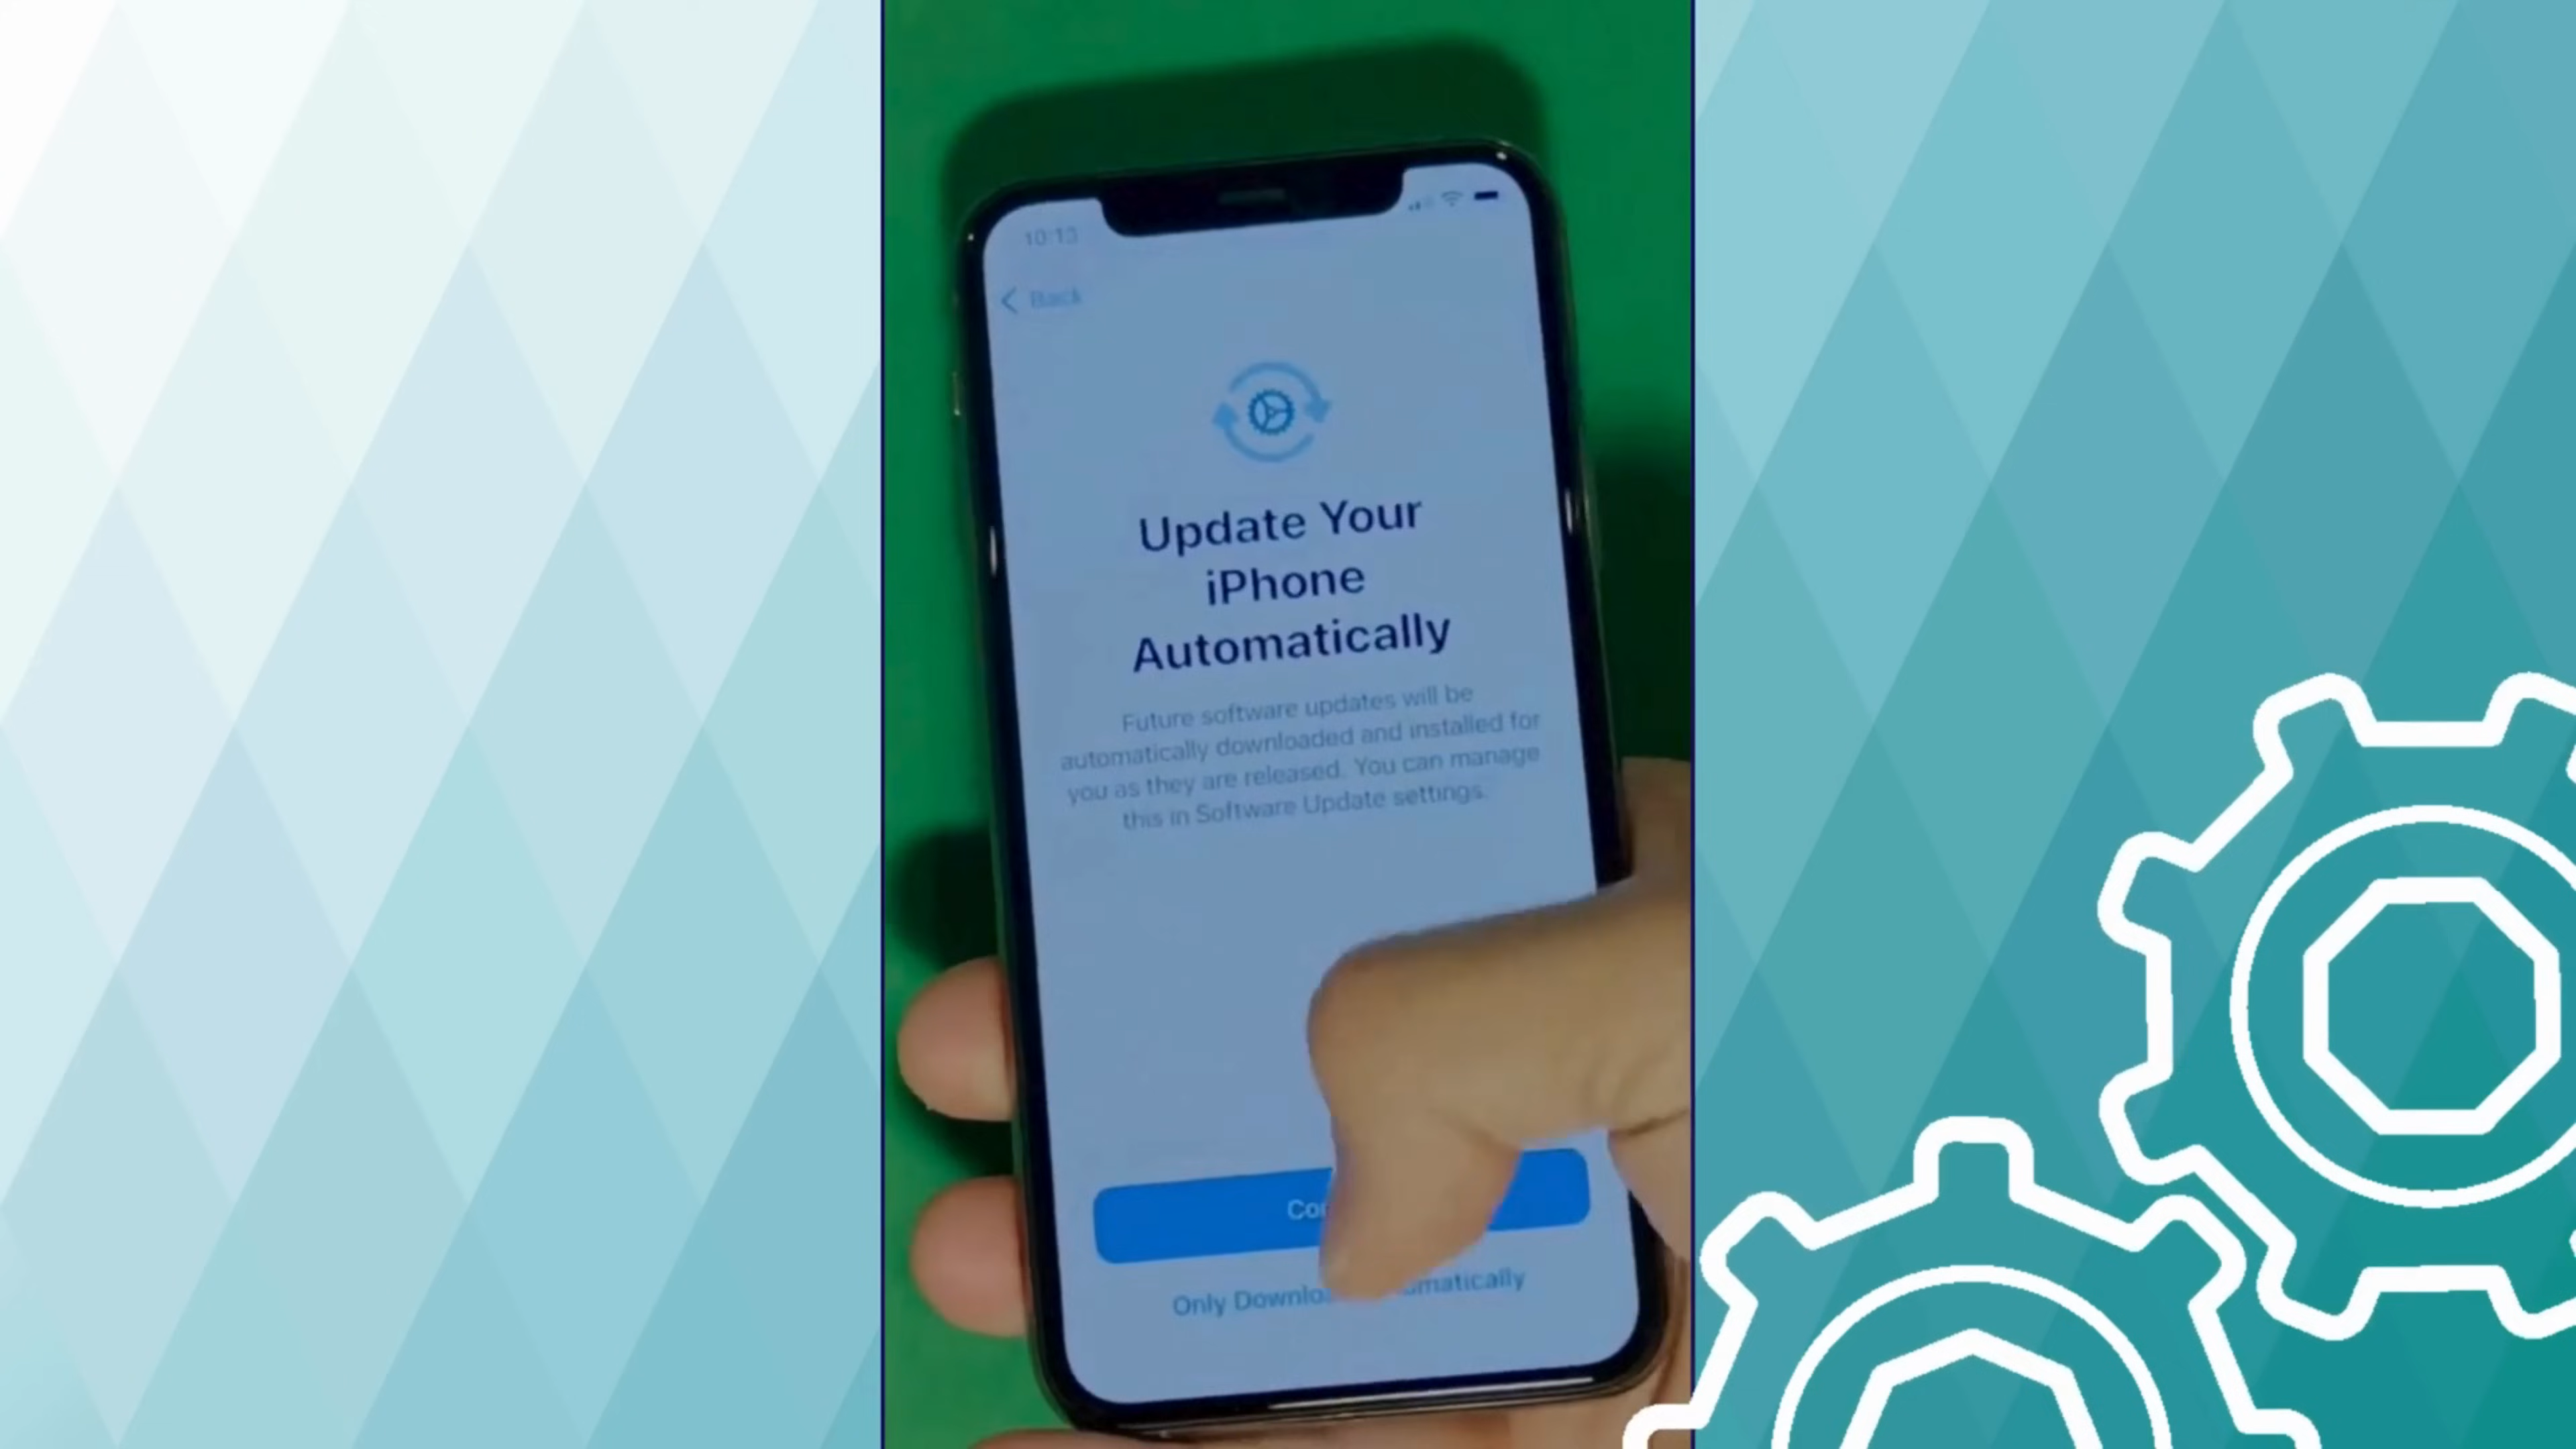 10:13
Back
Update Your
iPhone
Automatically
Future software updates will be
automatically downloaded and installed for
you as they are released. You can manage
this in Software Update settings.
Only